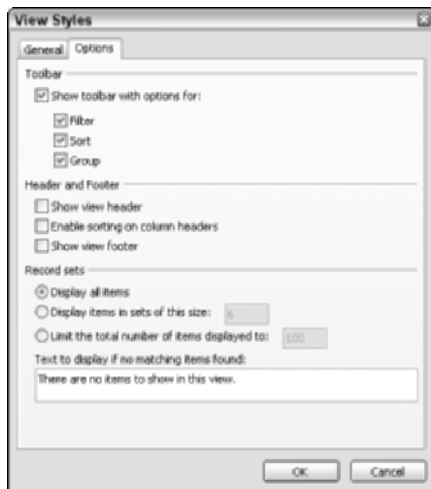 View Styles
General Options
Toolbar
Show toolbar with options for:
Filter
Sort
Group
Header and Footer
Show view header
Enable sorting on column headers
Show view footer
Record sets
Display all items
Display items in sets of this size: 6
Limit the total number of items displayed to: 100
Text to display if no matching items found:
There are no items to show in this view.
OK Cancel